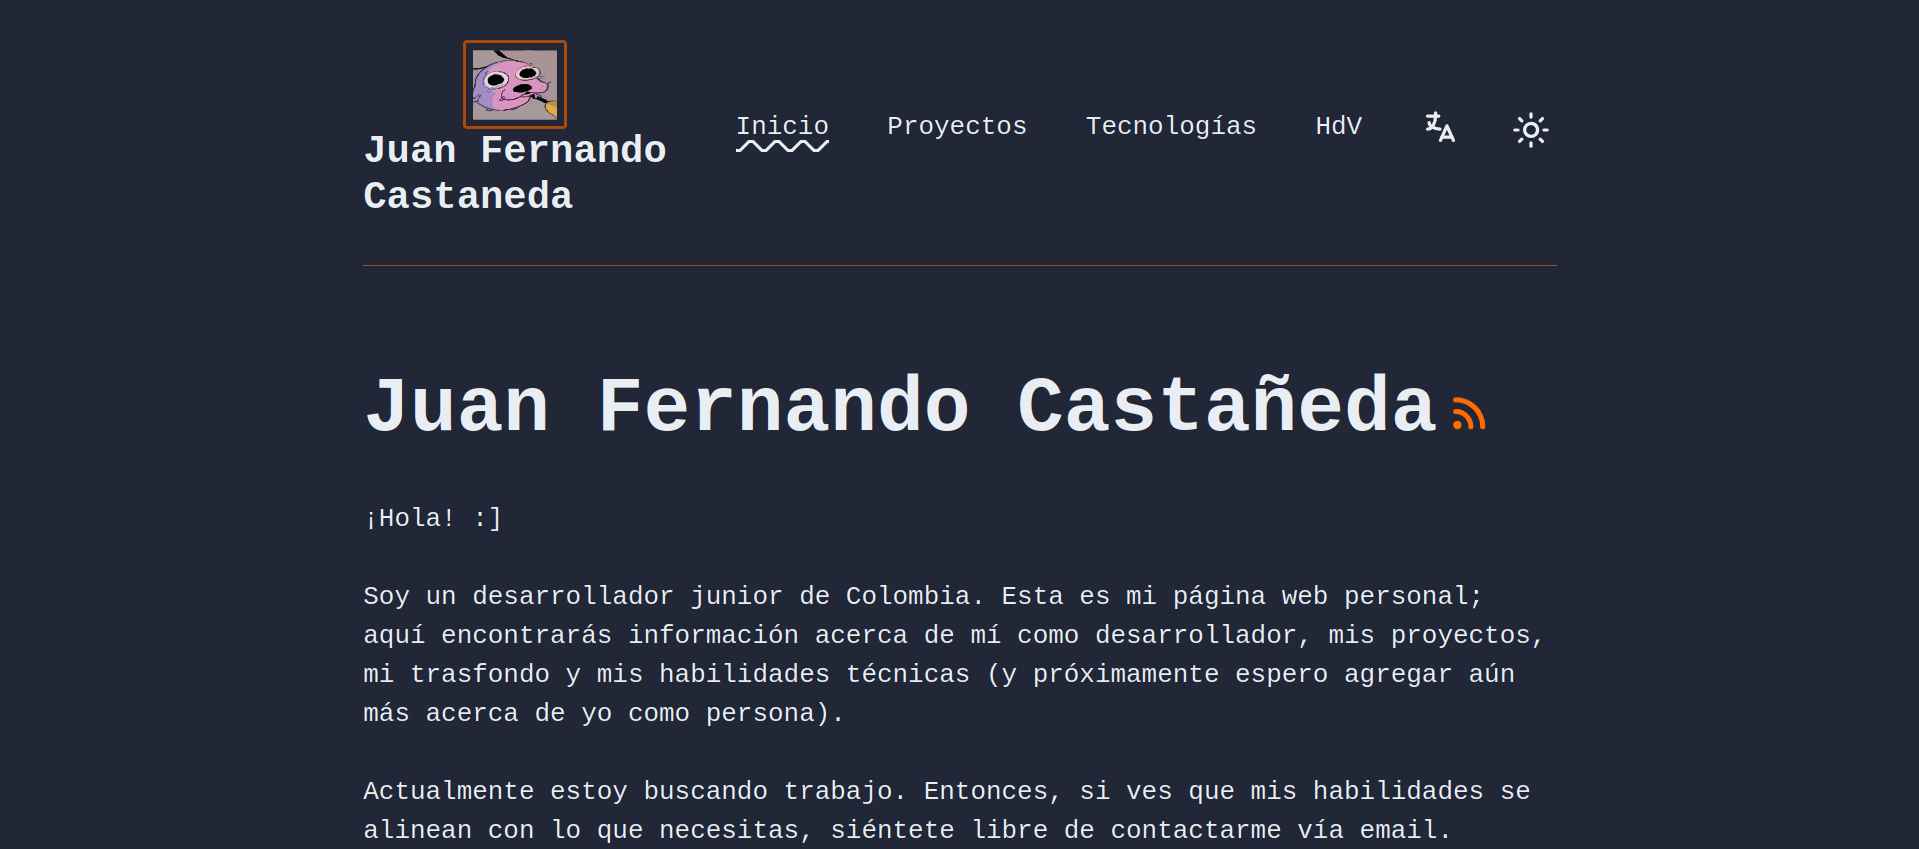 Juan Fernando
Castaneda
Inicio
Proyectos
Tecnologías
HdV
Juan Fernando Castañeda
¡Hola! :]
Soy un desarrollador junior de Colombia. Esta es mi página web personal;
aquí encontrarás información acerca de mí como desarrollador, mis proyectos,
mi trasfondo y mis habilidades técnicas (y próximamente espero agregar aún
más acerca de yo como persona).
Actualmente estoy buscando trabajo. Entonces, si ves que mis habilidades se
alinean con lo que necesitas, siéntete libre de contactarme vía email.